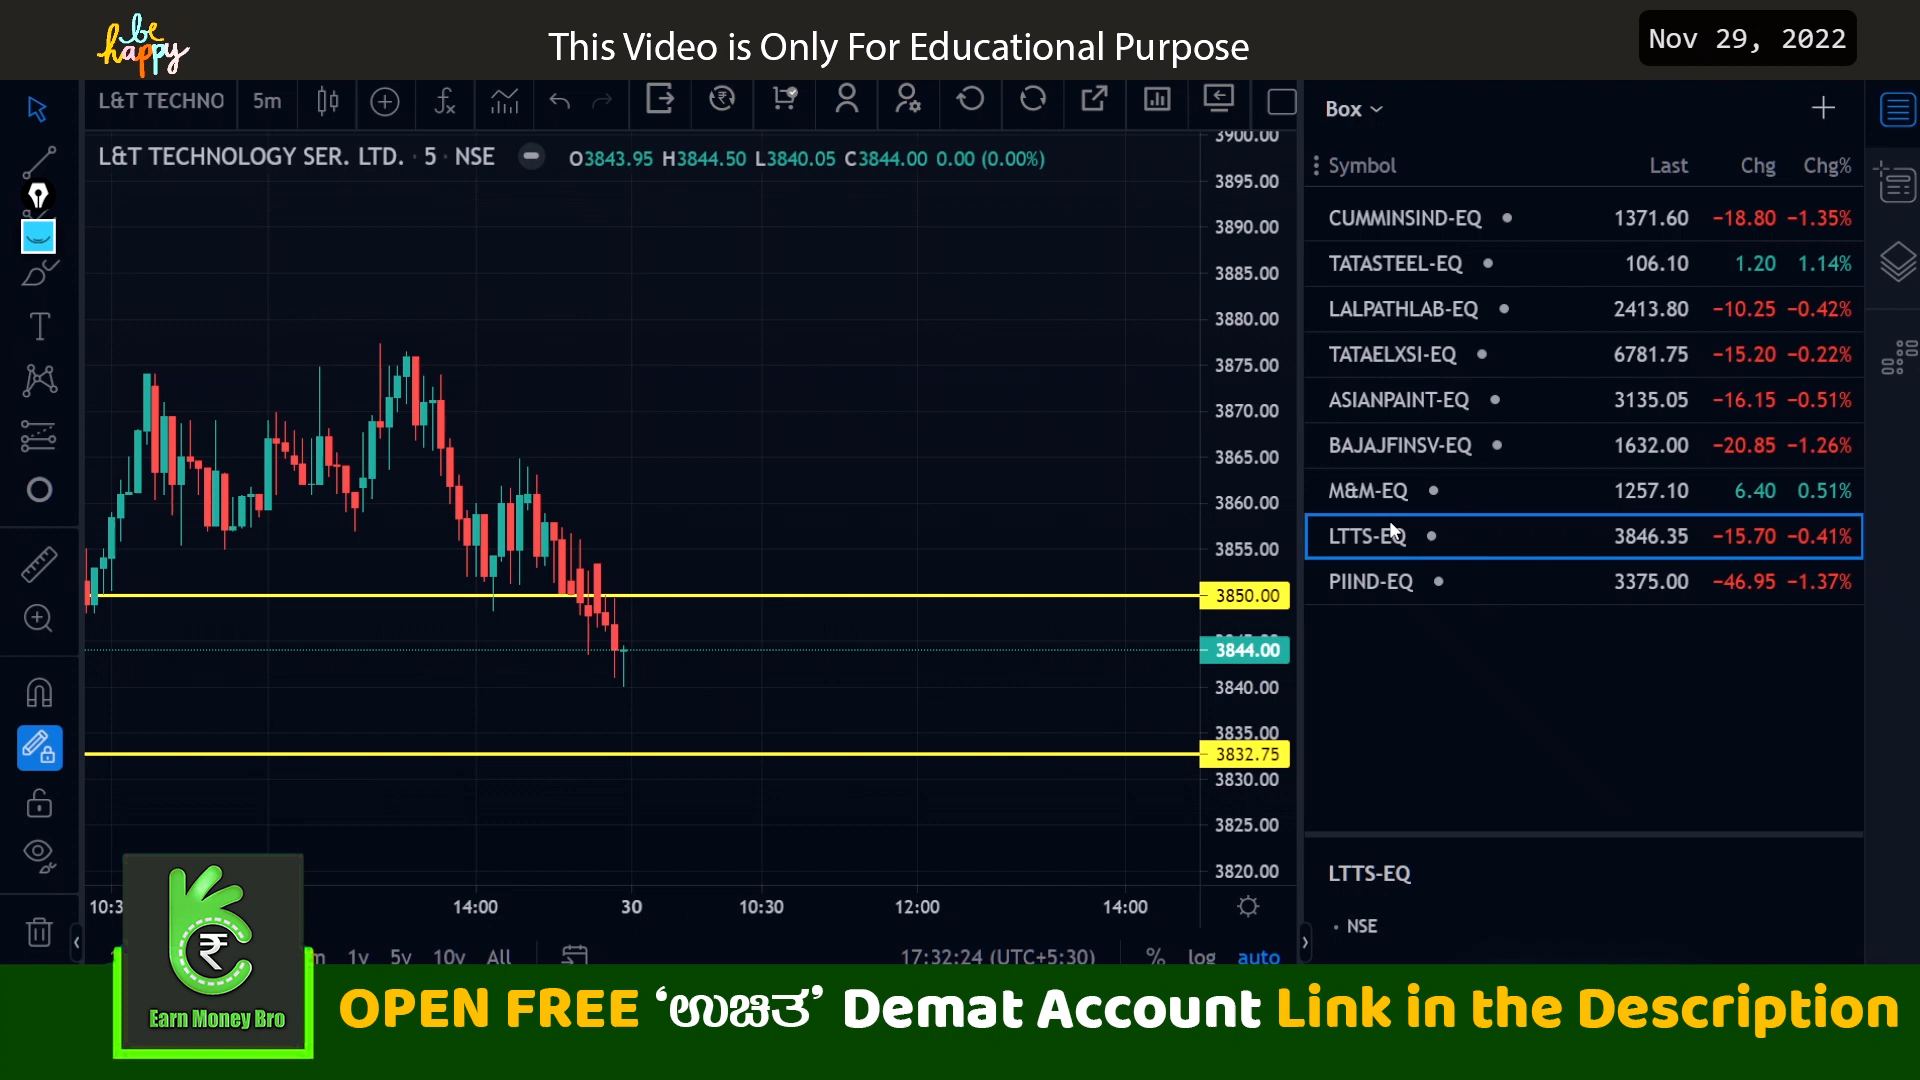 be
happy
This Video is Only For Educational Purpose
Nov 29, 2022
L&T TECHNO
5m
Box
L&T TECHNOLOGY SER. LTD. · 5 · NSE
O3843.95 H3844.50 L3840.05 C3844.00 0.00 (0.00%)
3900.00
3895.00
3890.00
3885.00
3880.00
3875.00
3870.00
3865.00
3860.00
3855.00
3850.00
3844.00
3840.00
3835.00
3832.75
3830.00
3825.00
3820.00
Symbol Last Chg Chg%
CUMMINSIND-EQ 1371.60 −18.80 −1.35%
TATASTEEL-EQ 106.10 1.20 1.14%
LALPATHLAB-EQ 2413.80 −10.25 −0.42%
TATAELXSI-EQ 6781.75 −15.20 −0.22%
ASIANPAINT-EQ 3135.05 −16.15 −0.51%
BAJAJFINSV-EQ 1632.00 −20.85 −1.26%
M&M-EQ 1257.10 6.40 0.51%
LTTS-EQ 3846.35 −15.70 −0.41%
PIIND-EQ 3375.00 −46.95 −1.37%
LTTS-EQ
· NSE
10:3 14:00 30 10:30 12:00 14:00
m 1y 5y 10y All
17:32:24 (UTC+5:30) % log auto
Earn Money Bro
OPEN FREE ‘ಉಚಿತ’ Demat Account Link in the Description